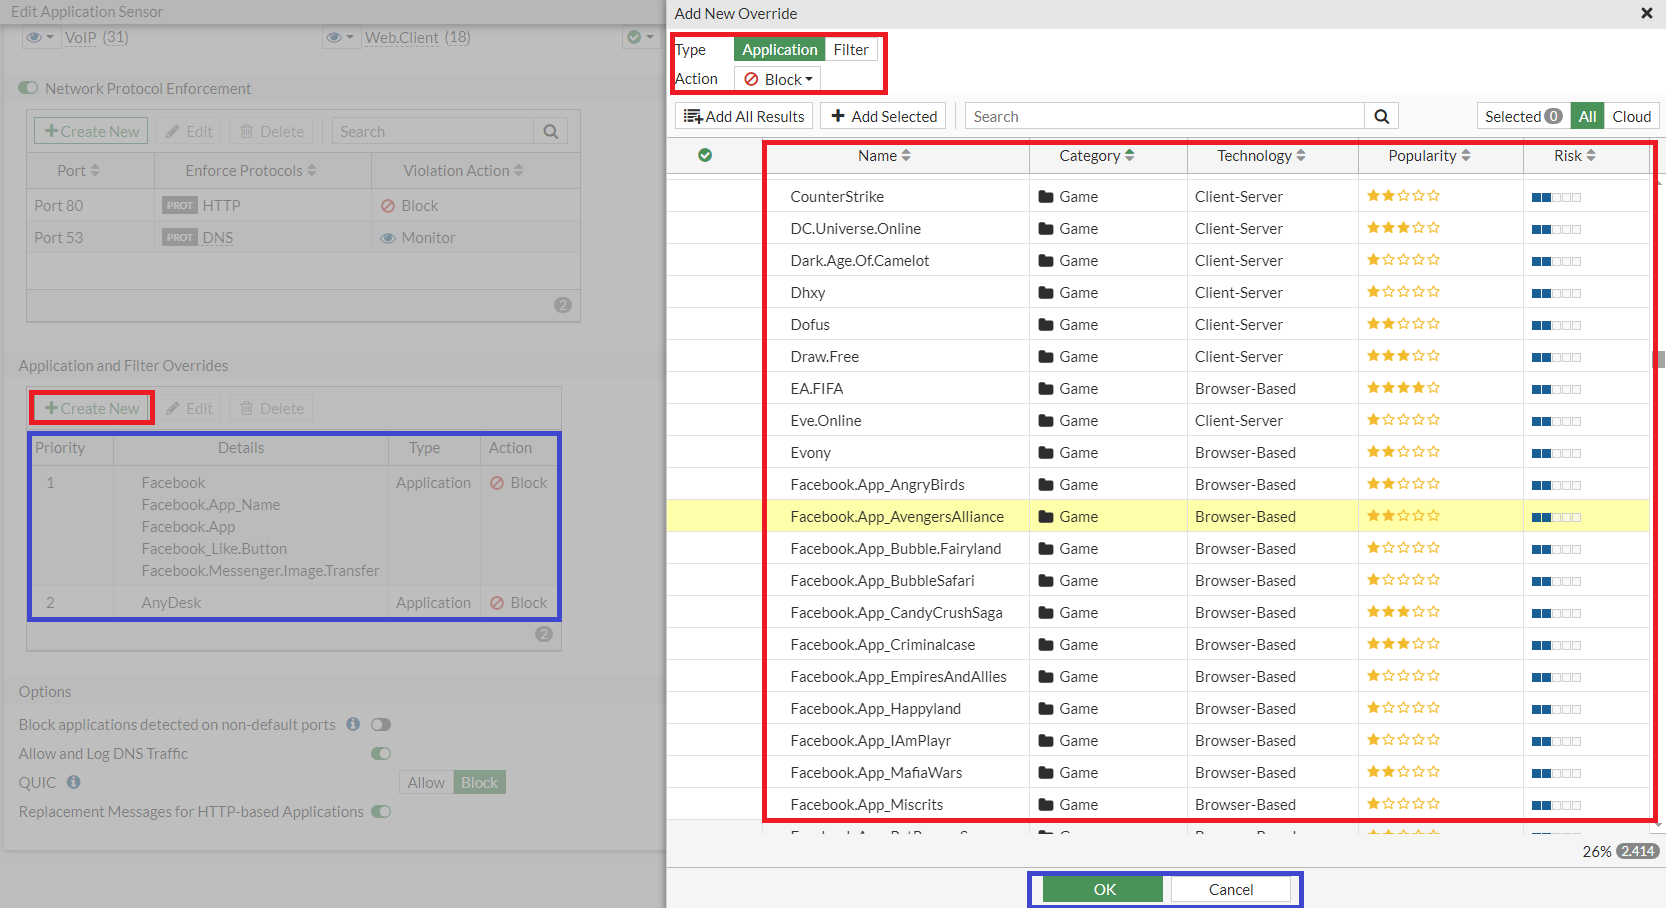 Edit Application Sensor
VoIP (31)
Web.Client (18)
Network Protocol Enforcement
Create New Edit Delete Search
Port Enforce Protocols Violation Action
Port 80 PROT HTTP Block
Port 53 PROT DNS Monitor
2
Application and Filter Overrides
Create New Edit Delete
Priority Details Type Action
1 Facebook Application Block
Facebook.App_Name
Facebook.App
Facebook_Like.Button
Facebook.Messenger.Image.Transfer
2 AnyDesk Application Block
2
Options
Block applications detected on non-default ports
Allow and Log DNS Traffic
QUIC Allow Block
Replacement Messages for HTTP-based Applications
Add New Override
Type Application Filter
Action Block
Add All Results Add Selected Search Selected 0 All Cloud
Name Category Technology Popularity Risk
CounterStrike Game Client-Server
DC.Universe.Online Game Client-Server
Dark.Age.Of.Camelot Game Client-Server
Dhxy Game Client-Server
Dofus Game Client-Server
Draw.Free Game Client-Server
EA.FIFA Game Browser-Based
Eve.Online Game Client-Server
Evony Game Browser-Based
Facebook.App_AngryBirds Game Browser-Based
Facebook.App_AvengersAlliance Game Browser-Based
Facebook.App_Bubble.Fairyland Game Browser-Based
Facebook.App_BubbleSafari Game Browser-Based
Facebook.App_CandyCrushSaga Game Browser-Based
Facebook.App_Criminalcase Game Browser-Based
Facebook.App_EmpiresAndAllies Game Browser-Based
Facebook.App_Happyland Game Browser-Based
Facebook.App_IAmPlayr Game Browser-Based
Facebook.App_MafiaWars Game Browser-Based
Facebook.App_Miscrits Game Browser-Based
26% 2.414
OK Cancel